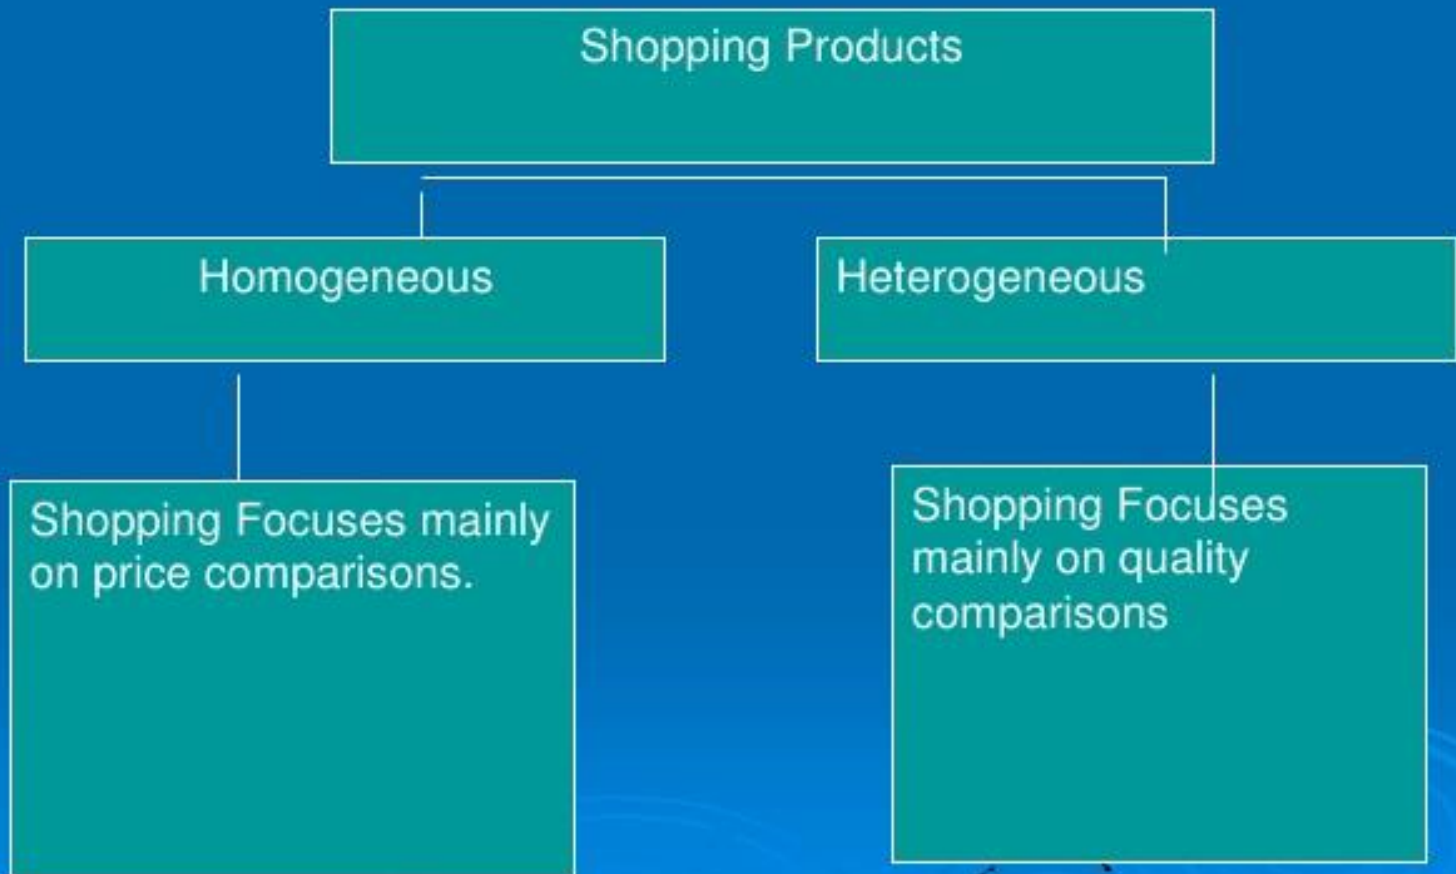 Shopping Products
Homogeneous
Heterogeneous
Shopping Focuses mainly
on price comparisons.
Shopping Focuses
mainly on quality
comparisons